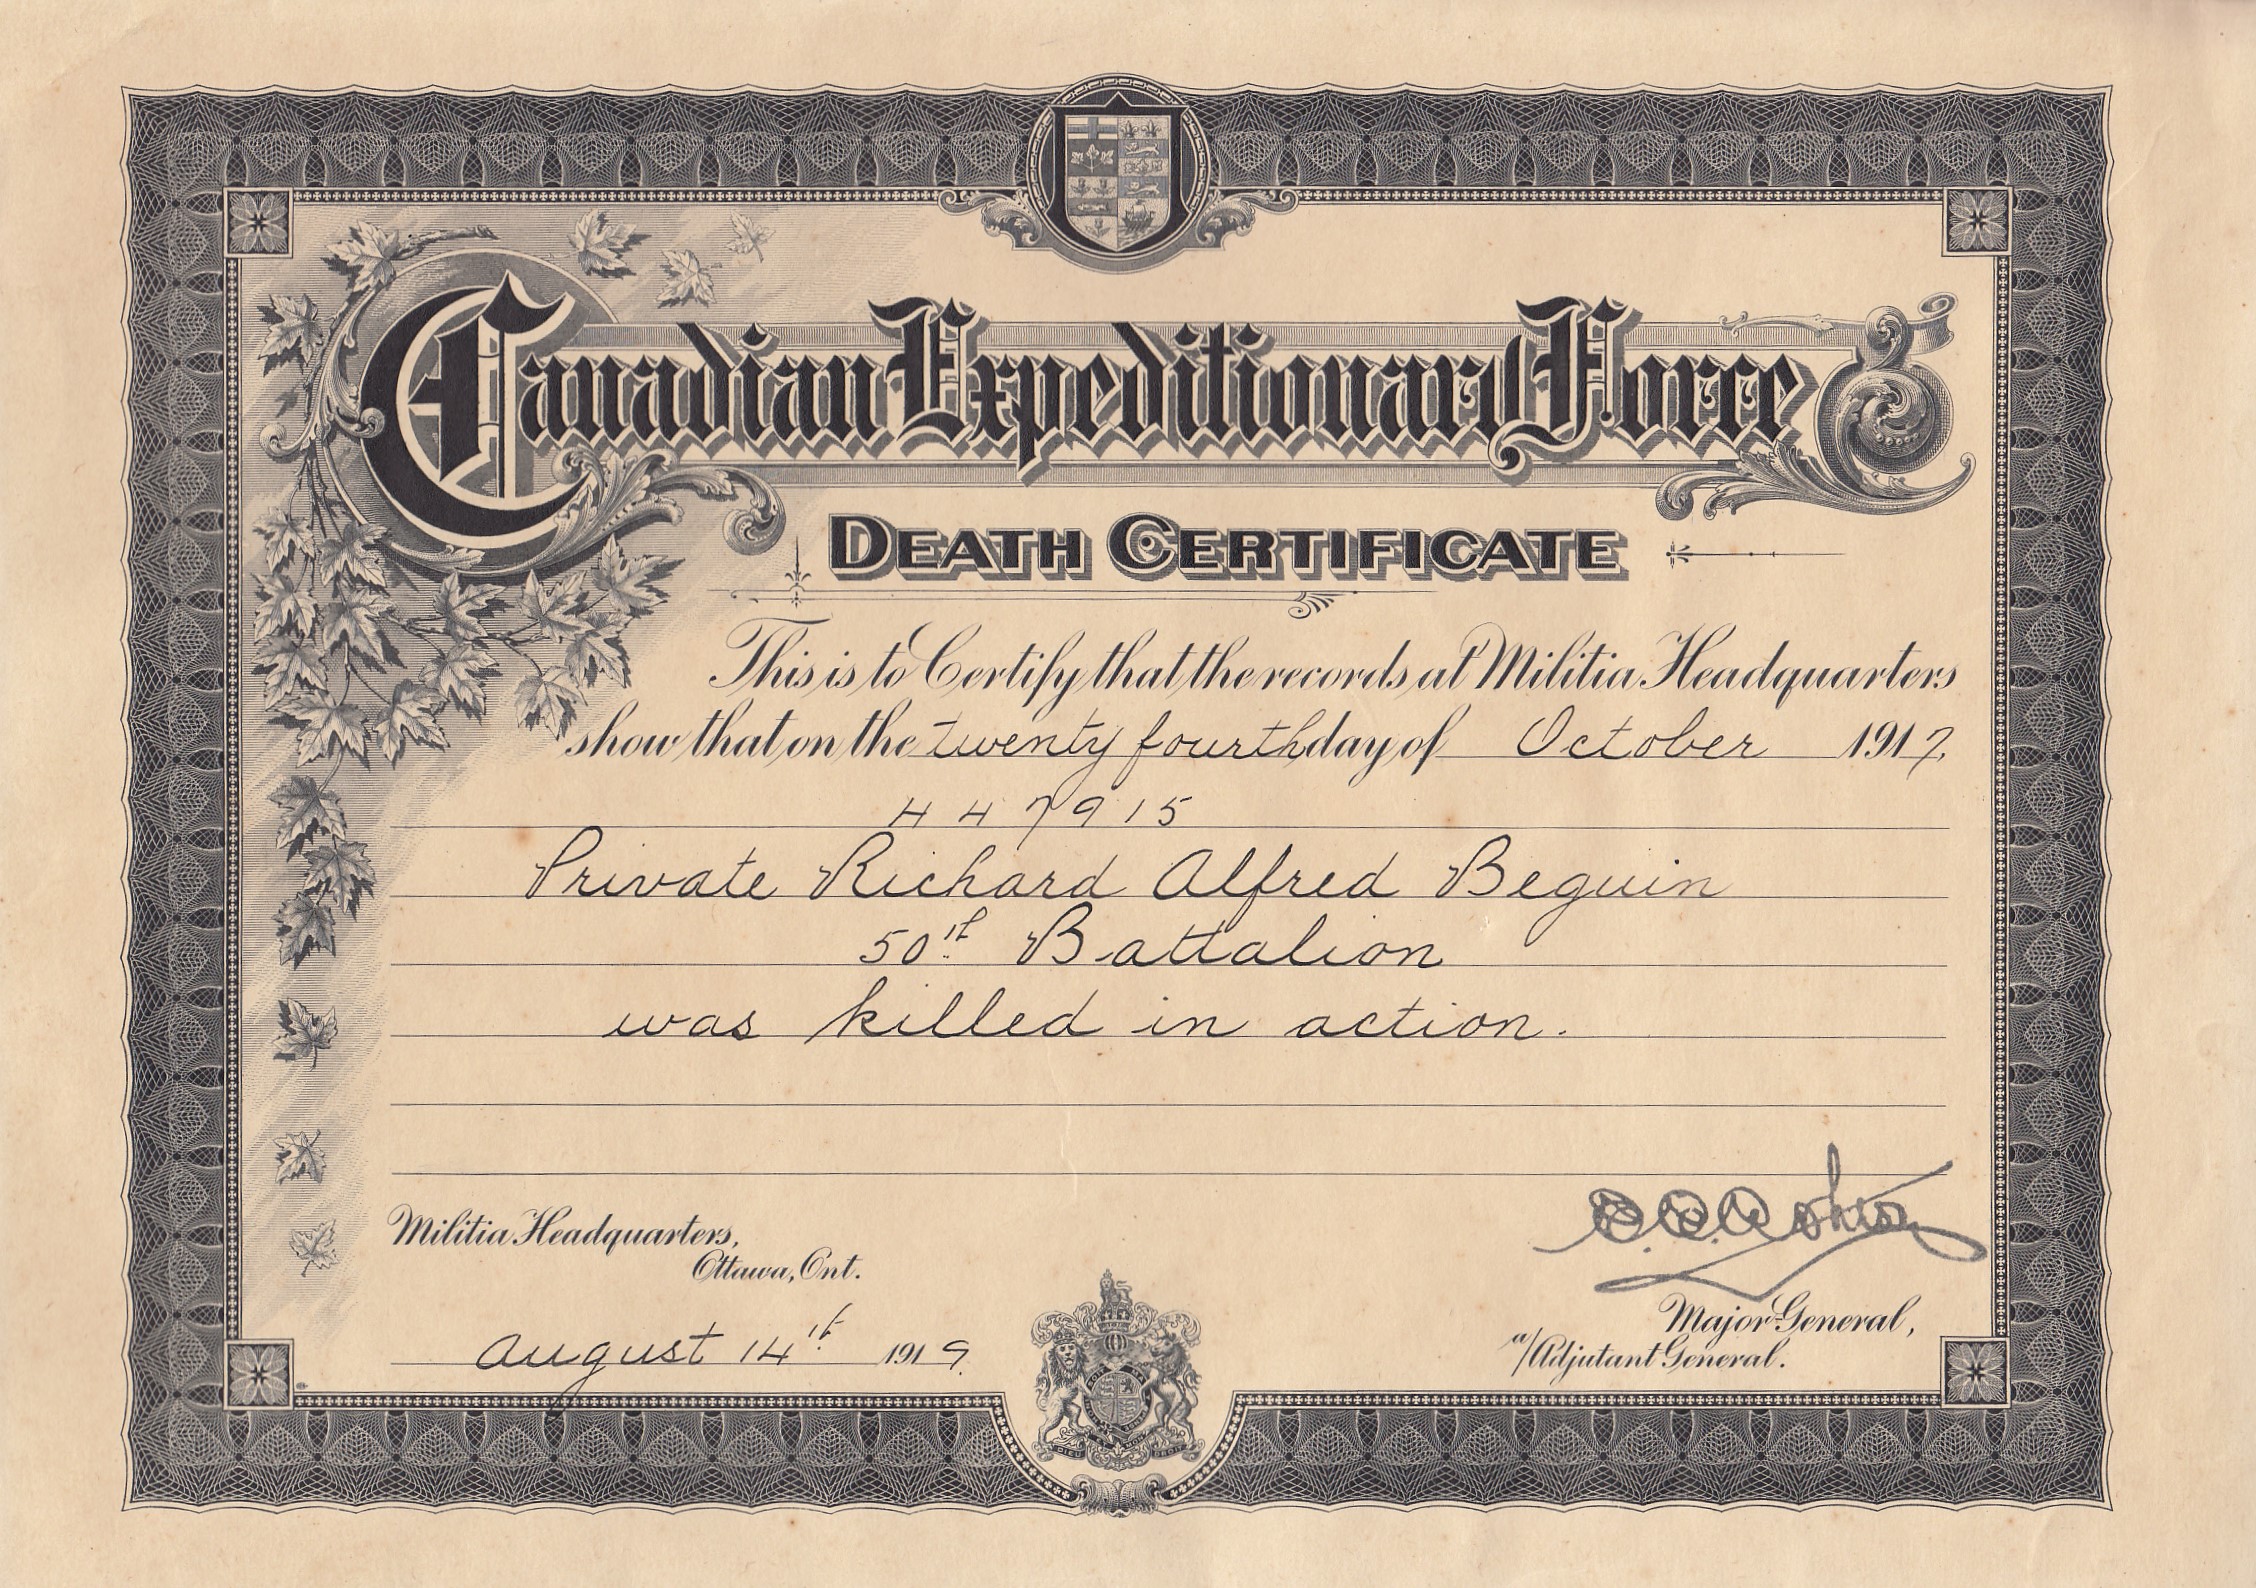 Canadian Expeditionary Force
DEATH CERTIFICATE
This is to Certify that the records at Militia Headquarters
show that on the twenty fourth day of October 1917,
447915
Private Richard Alfred Beguin
50th Battalion
was killed in action.
Militia Headquarters,
Ottawa, Ont.
August 14th 1919
Major-General,
a/Adjutant General.